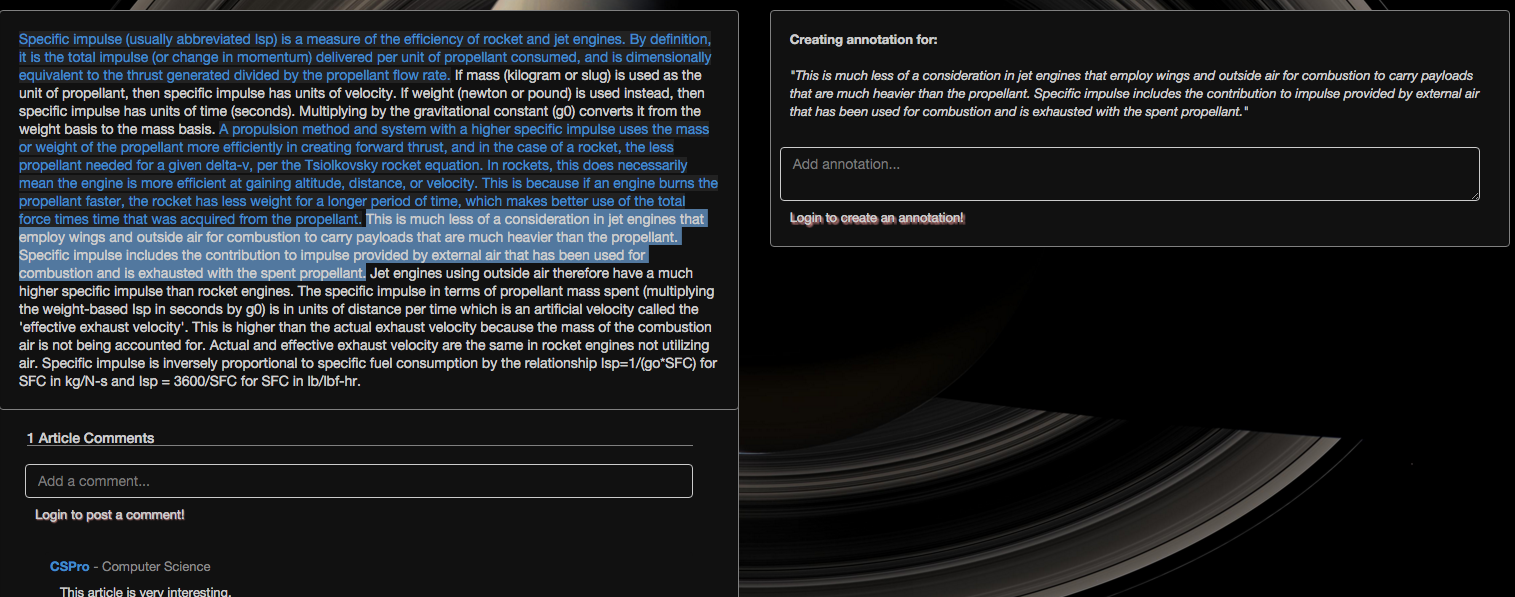 Specific impulse (usually abbreviated Isp) is a measure of the efficiency of rocket and jet engines. By definition,
it is the total impulse (or change in momentum) delivered per unit of propellant consumed, and is dimensionally
equivalent to the thrust generated divided by the propellant flow rate. If mass (kilogram or slug) is used as the
unit of propellant, then specific impulse has units of velocity. If weight (newton or pound) is used instead, then
specific impulse has units of time (seconds). Multiplying by the gravitational constant (g0) converts it from the
weight basis to the mass basis. A propulsion method and system with a higher specific impulse uses the mass
or weight of the propellant more efficiently in creating forward thrust, and in the case of a rocket, the less
propellant needed for a given delta-v, per the Tsiolkovsky rocket equation. In rockets, this does necessarily
mean the engine is more efficient at gaining altitude, distance, or velocity. This is because if an engine burns the
propellant faster, the rocket has less weight for a longer period of time, which makes better use of the total
force times time that was acquired from the propellant. This is much less of a consideration in jet engines that
employ wings and outside air for combustion to carry payloads that are much heavier than the propellant.
Specific impulse includes the contribution to impulse provided by external air that has been used for
combustion and is exhausted with the spent propellant. Jet engines using outside air therefore have a much
higher specific impulse than rocket engines. The specific impulse in terms of propellant mass spent (multiplying
the weight-based Isp in seconds by g0) is in units of distance per time which is an artificial velocity called the
'effective exhaust velocity'. This is higher than the actual exhaust velocity because the mass of the combustion
air is not being accounted for. Actual and effective exhaust velocity are the same in rocket engines not utilizing
air. Specific impulse is inversely proportional to specific fuel consumption by the relationship Isp=1/(go*SFC) for
SFC in kg/N-s and Isp = 3600/SFC for SFC in lb/lbf-hr.
1 Article Comments
Add a comment...
Login to post a comment!
CSPro - Computer Science
This article is very interesting.
Creating annotation for:
"This is much less of a consideration in jet engines that employ wings and outside air for combustion to carry payloads
that are much heavier than the propellant. Specific impulse includes the contribution to impulse provided by external air
that has been used for combustion and is exhausted with the spent propellant."
Add annotation...
Login to create an annotation!